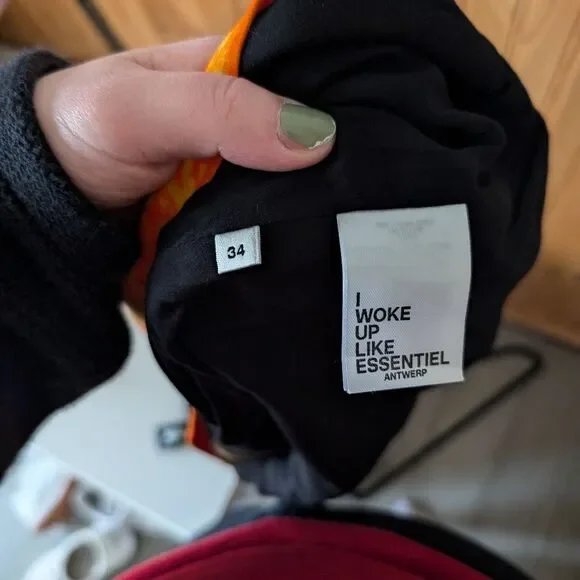 34
I
WOKE
UP
LIKE
ESSENTIEL
ANTWERP